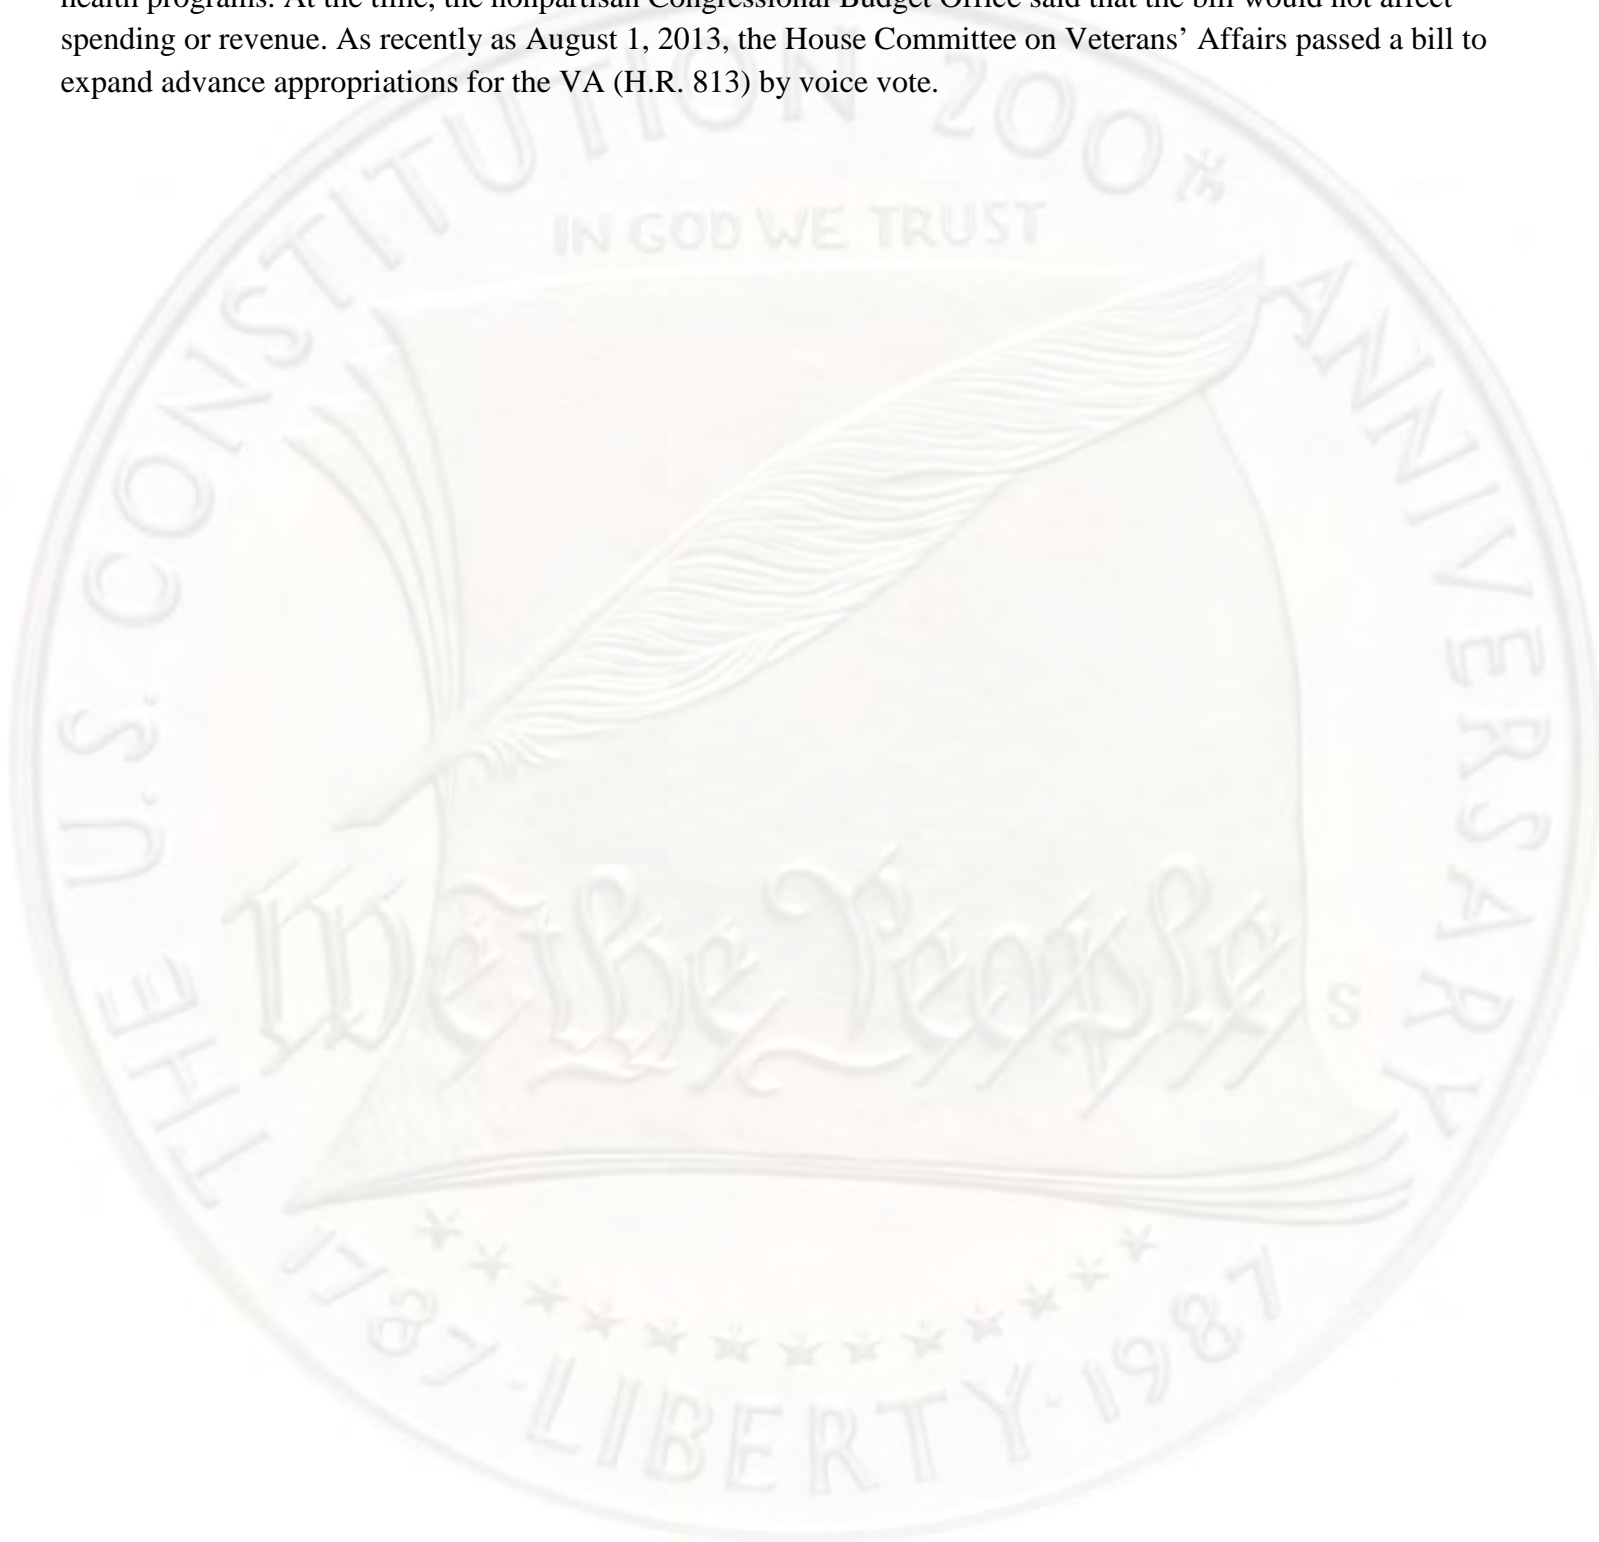 health programs. At the time, the nonpartisan Congressional Budget Office said that the bill would not affect
spending or revenue. As recently as August 1, 2013, the House Committee on Veterans’ Affairs passed a bill to
expand advance appropriations for the VA (H.R. 813) by voice vote.
THE U.S. CONSTITUTION 200th ANNIVERSARY
IN GOD WE TRUST
We the People
S
1787·LIBERTY·1987